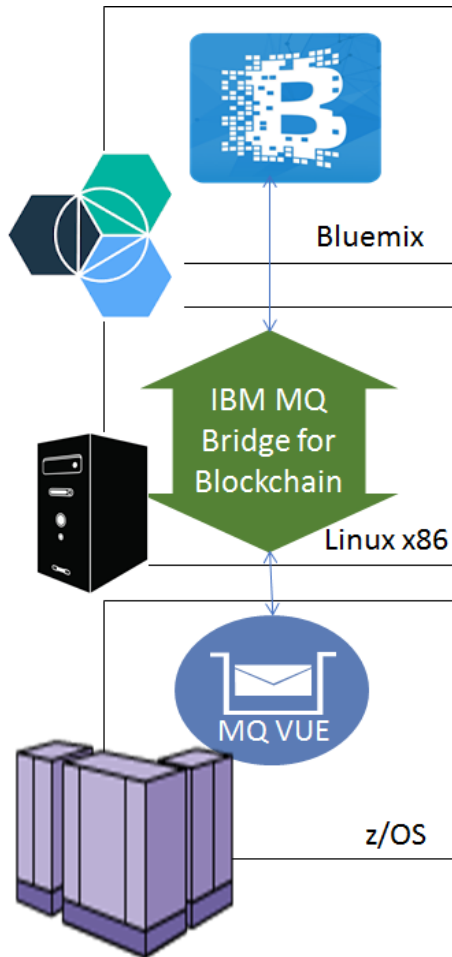 B
Bluemix
IBM MQ
Bridge for
Blockchain
Linux x86
MQ VUE
z/OS